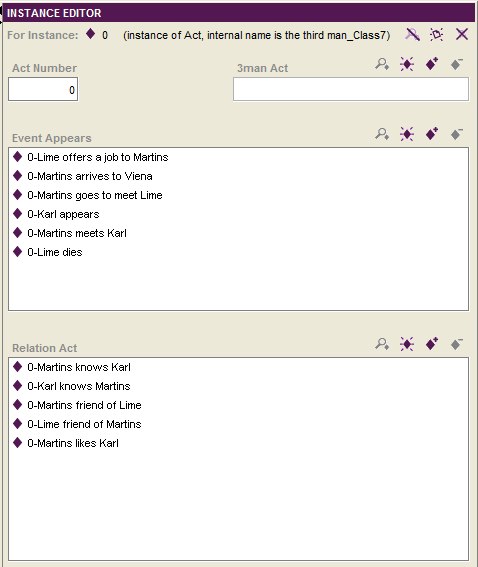 INSTANCE EDITOR
For Instance: 0 (instance of Act, internal name is the third man_Class7)
Act Number 3man Act
0
Event Appears
0-Lime offers a job to Martins
0-Martins arrives to Viena
0-Martins goes to meet Lime
0-Karl appears
0-Martins meets Karl
0-Lime dies
Relation Act
0-Martins knows Karl
0-Karl knows Martins
0-Martins friend of Lime
0-Lime friend of Martins
0-Martins likes Karl